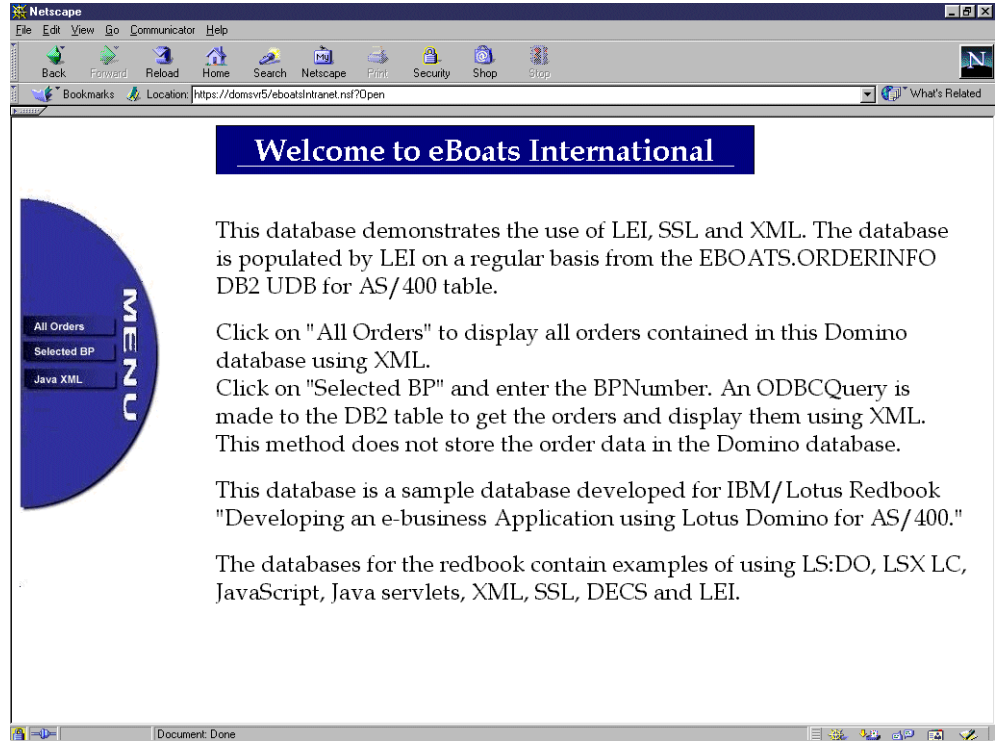 Netscape
File Edit View Go Communicator Help
My
Back Forward Reload Home Search Netscape Print Security Shop Stop
N
Bookmarks Location: https://domsvr5/eboatsIntranet.nsf?Open What's Related
Welcome to eBoats International
This database demonstrates the use of LEI, SSL and XML. The database
is populated by LEI on a regular basis from the EBOATS.ORDERINFO
DB2 UDB for AS/400 table.
MENU
All Orders
Selected BP
Java XML
Click on "All Orders" to display all orders contained in this Domino
database using XML.
Click on "Selected BP" and enter the BPNumber. An ODBCQuery is
made to the DB2 table to get the orders and display them using XML.
This method does not store the order data in the Domino database.
This database is a sample database developed for IBM/Lotus Redbook
"Developing an e-business Application using Lotus Domino for AS/400."
The databases for the redbook contain examples of using LS:DO, LSX LC,
JavaScript, Java servlets, XML, SSL, DECS and LEI.
Document: Done